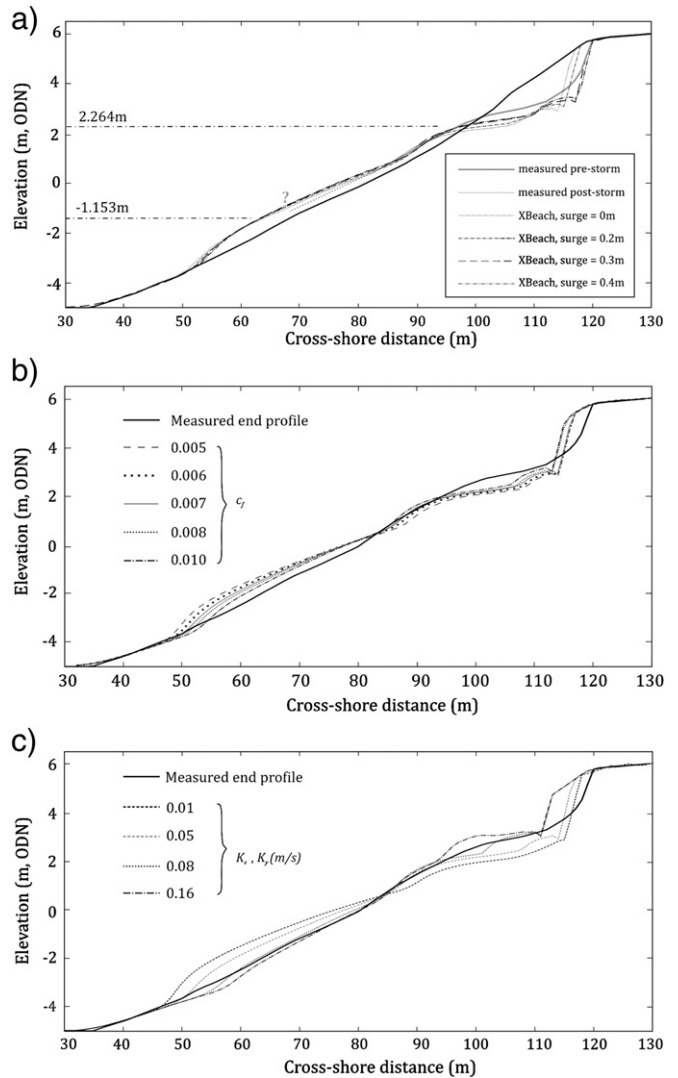 a)
6
4
2.264m
2
0
?
-1.153m
-2
-4
Elevation (m, ODN)
measured pre-storm
measured post-storm
XBeach, surge = 0m
XBeach, surge = 0.2m
XBeach, surge = 0.3m
XBeach, surge = 0.4m
30 40 50 60 70 80 90 100 110 120 130
Cross-shore distance (m)
b)
6
4
2
0
-2
-4
Elevation (m, ODN)
Measured end profile
0.005
0.006
0.007
0.008
0.010
c_f
30 40 50 60 70 80 90 100 110 120 130
Cross-shore distance (m)
c)
6
4
2
0
-2
-4
Elevation (m, ODN)
Measured end profile
0.01
0.05
0.08
0.16
K_x , K_y (m/s)
30 40 50 60 70 80 90 100 110 120 130
Cross-shore distance (m)